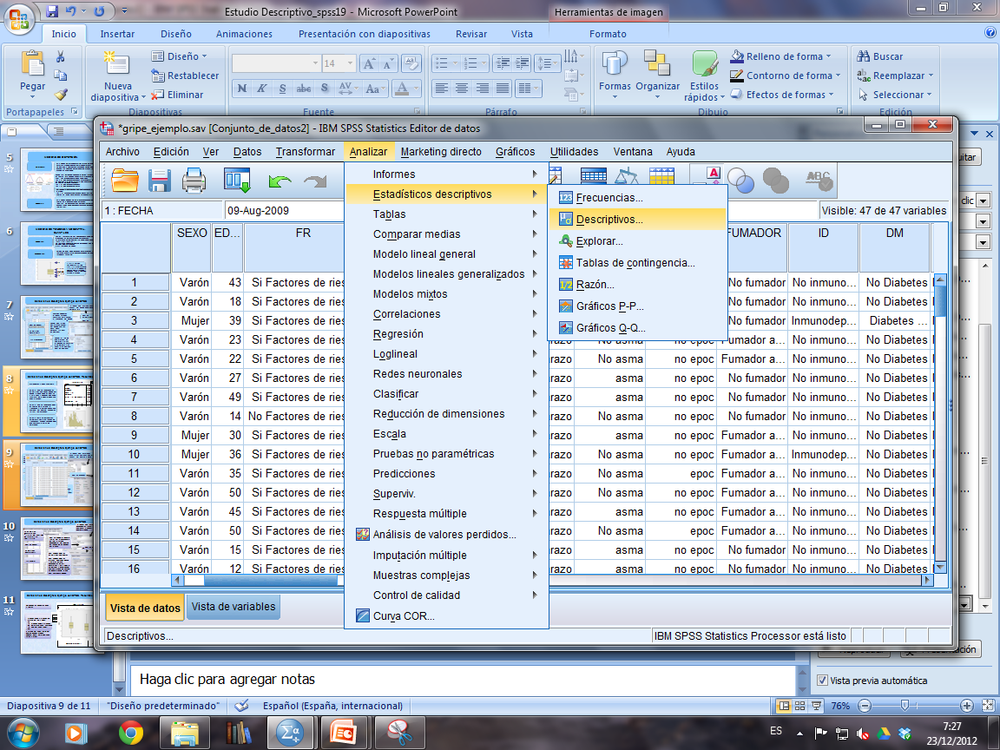 Estudio Descriptivo_spss19 - Microsoft PowerPoint
Herramientas de imagen
Inicio Insertar Diseño Animaciones Presentación con diapositivas Revisar Vista Formato
Pegar
Nueva diapositiva
Diseño
Restablecer
Eliminar
14
N K S abc S AV Aa A
Formas
Organizar
Estilos rápidos
Relleno de forma
Contorno de forma
Efectos de formas
Buscar
Reemplazar
Seleccionar
Portapapeles Diapositivas Fuente Párrafo Dibujo Edición
*gripe_ejemplo.sav [Conjunto_de_datos2] - IBM SPSS Statistics Editor de datos
Archivo Edición Ver Datos Transformar Analizar Marketing directo Gráficos Utilidades Ventana Ayuda
1 : FECHA 09-Aug-2009 Visible: 47 de 47 variables
Informes
Estadísticos descriptivos
Tablas
Comparar medias
Modelo lineal general
Modelos lineales generalizados
Modelos mixtos
Correlaciones
Regresión
Loglineal
Redes neuronales
Clasificar
Reducción de dimensiones
Escala
Pruebas no paramétricas
Predicciones
Superviv.
Respuesta múltiple
Análisis de valores perdidos...
Imputación múltiple
Muestras complejas
Control de calidad
Curva COR...
Frecuencias...
Descriptivos...
Explorar...
Tablas de contingencia...
Razón...
Gráficos P-P...
Gráficos Q-Q...
SEXO ED... FR FUMADOR ID DM
1 Varón 43 Si Factores de ries No fumador No inmuno... No Diabetes
2 Varón 18 Si Factores de ries No fumador No inmuno... No Diabetes
3 Mujer 39 Si Factores de ries No fumador Inmunodep... Diabetes ...
4 Varón 23 Si Factores de ries Fumador a... No inmuno... No Diabetes
5 Varón 22 Si Factores de ries razo No asma no epoc Fumador a... No inmuno... No Diabetes
6 Varón 27 Si Factores de ries razo asma no epoc No fumador No inmuno... No Diabetes
7 Varón 49 Si Factores de ries razo asma no epoc No fumador No inmuno... No Diabetes
8 Varón 14 No Factores de ries razo No asma no epoc No fumador No inmuno... No Diabetes
9 Mujer 30 Si Factores de ries razo asma no epoc Fumador a... No inmuno... No Diabetes
10 Mujer 36 Si Factores de ries razo No asma no epoc Fumador a... Inmunodep... No Diabetes
11 Varón 35 Si Factores de ries razo No asma epoc Fumador a... No inmuno... No Diabetes
12 Varón 50 Si Factores de ries razo No asma no epoc Fumador a... No inmuno... No Diabetes
13 Varón 45 Si Factores de ries razo asma no epoc No fumador No inmuno... No Diabetes
14 Varón 50 Si Factores de ries razo No asma no epoc Fumador a... No inmuno... No Diabetes
15 Varón 15 Si Factores de ries razo asma no epoc No fumador No inmuno... No Diabetes
16 Varón 12 Si Factores de ries razo asma no epoc No fumador No inmuno... No Diabetes
Vista de datos Vista de variables
Descriptivos... IBM SPSS Statistics Processor está listo
5
6
7
8
9
10
11
uitar
clic
Haga clic para agregar notas
Vista previa automática
Diapositiva 9 de 11 "Diseño predeterminado" Español (España, internacional) 76%
ES
7:27
23/12/2012